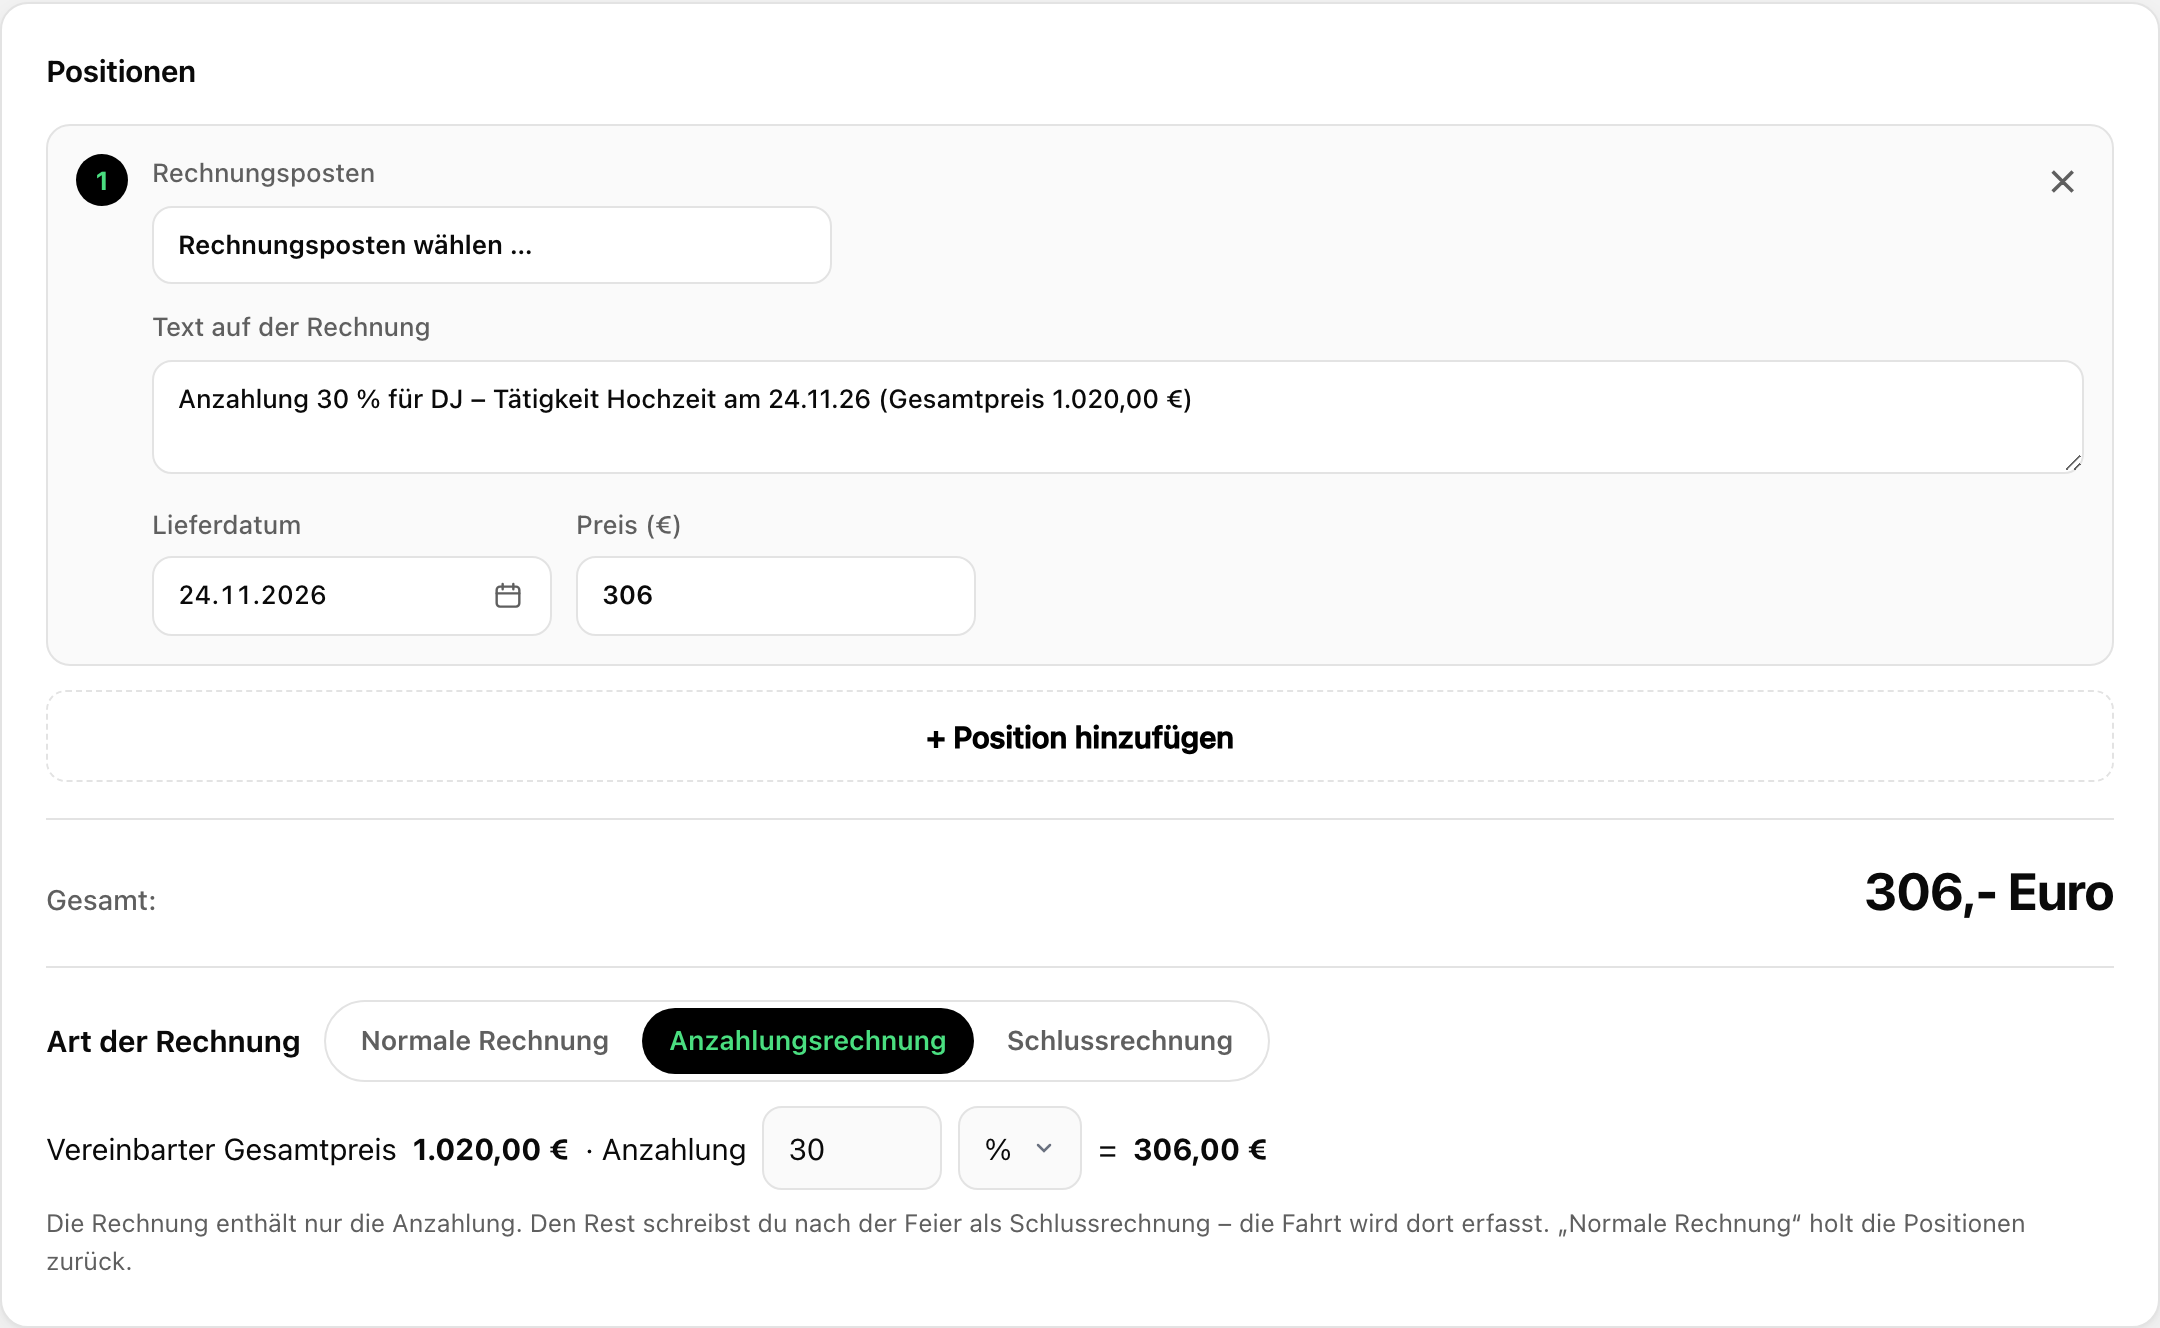 Positionen
1
Rechnungsposten
Rechnungsposten wählen ...
Text auf der Rechnung
Anzahlung 30 % für DJ – Tätigkeit Hochzeit am 24.11.26 (Gesamtpreis 1.020,00 €)
Lieferdatum
Preis (€)
24.11.2026
306
+ Position hinzufügen
Gesamt:
306,- Euro
Art der Rechnung
Normale Rechnung
Anzahlungsrechnung
Schlussrechnung
Vereinbarter Gesamtpreis 1.020,00 € · Anzahlung 30 % = 306,00 €
Die Rechnung enthält nur die Anzahlung. Den Rest schreibst du nach der Feier als Schlussrechnung – die Fahrt wird dort erfasst. „Normale Rechnung“ holt die Positionen
zurück.